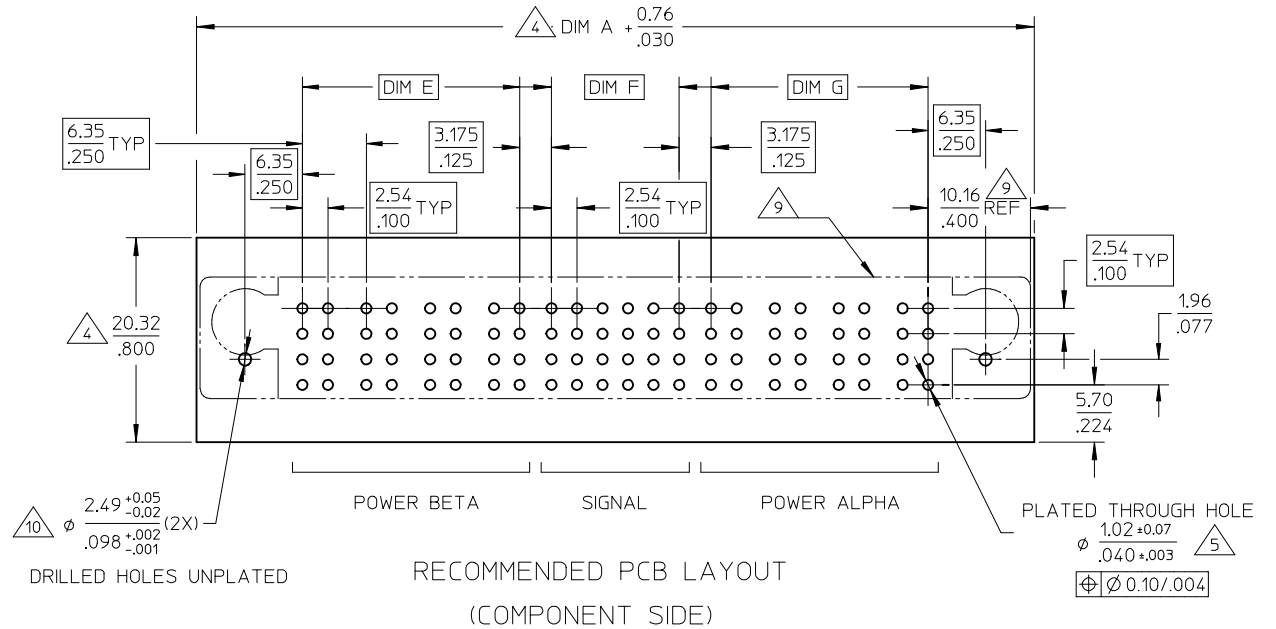 4 DIM A + 0.76
.030
DIM E
DIM F
DIM G
6.35 TYP
.250
6.35
.250
3.175
.125
3.175
.125
6.35
.250
2.54 TYP
.100
2.54 TYP
.100
9
10.16 REF 9
.400
2.54 TYP
.100
4 20.32
.800
1.96
.077
5.70
.224
POWER BETA
SIGNAL
POWER ALPHA
10 ⌀ 2.49 +0.05 -0.02 (2X)
.098 +.002 -.001
DRILLED HOLES UNPLATED
PLATED THROUGH HOLE
⌀ 1.02 ±0.07 5
.040 ±.003
⌖ ⌀ 0.10/.004
RECOMMENDED PCB LAYOUT
(COMPONENT SIDE)